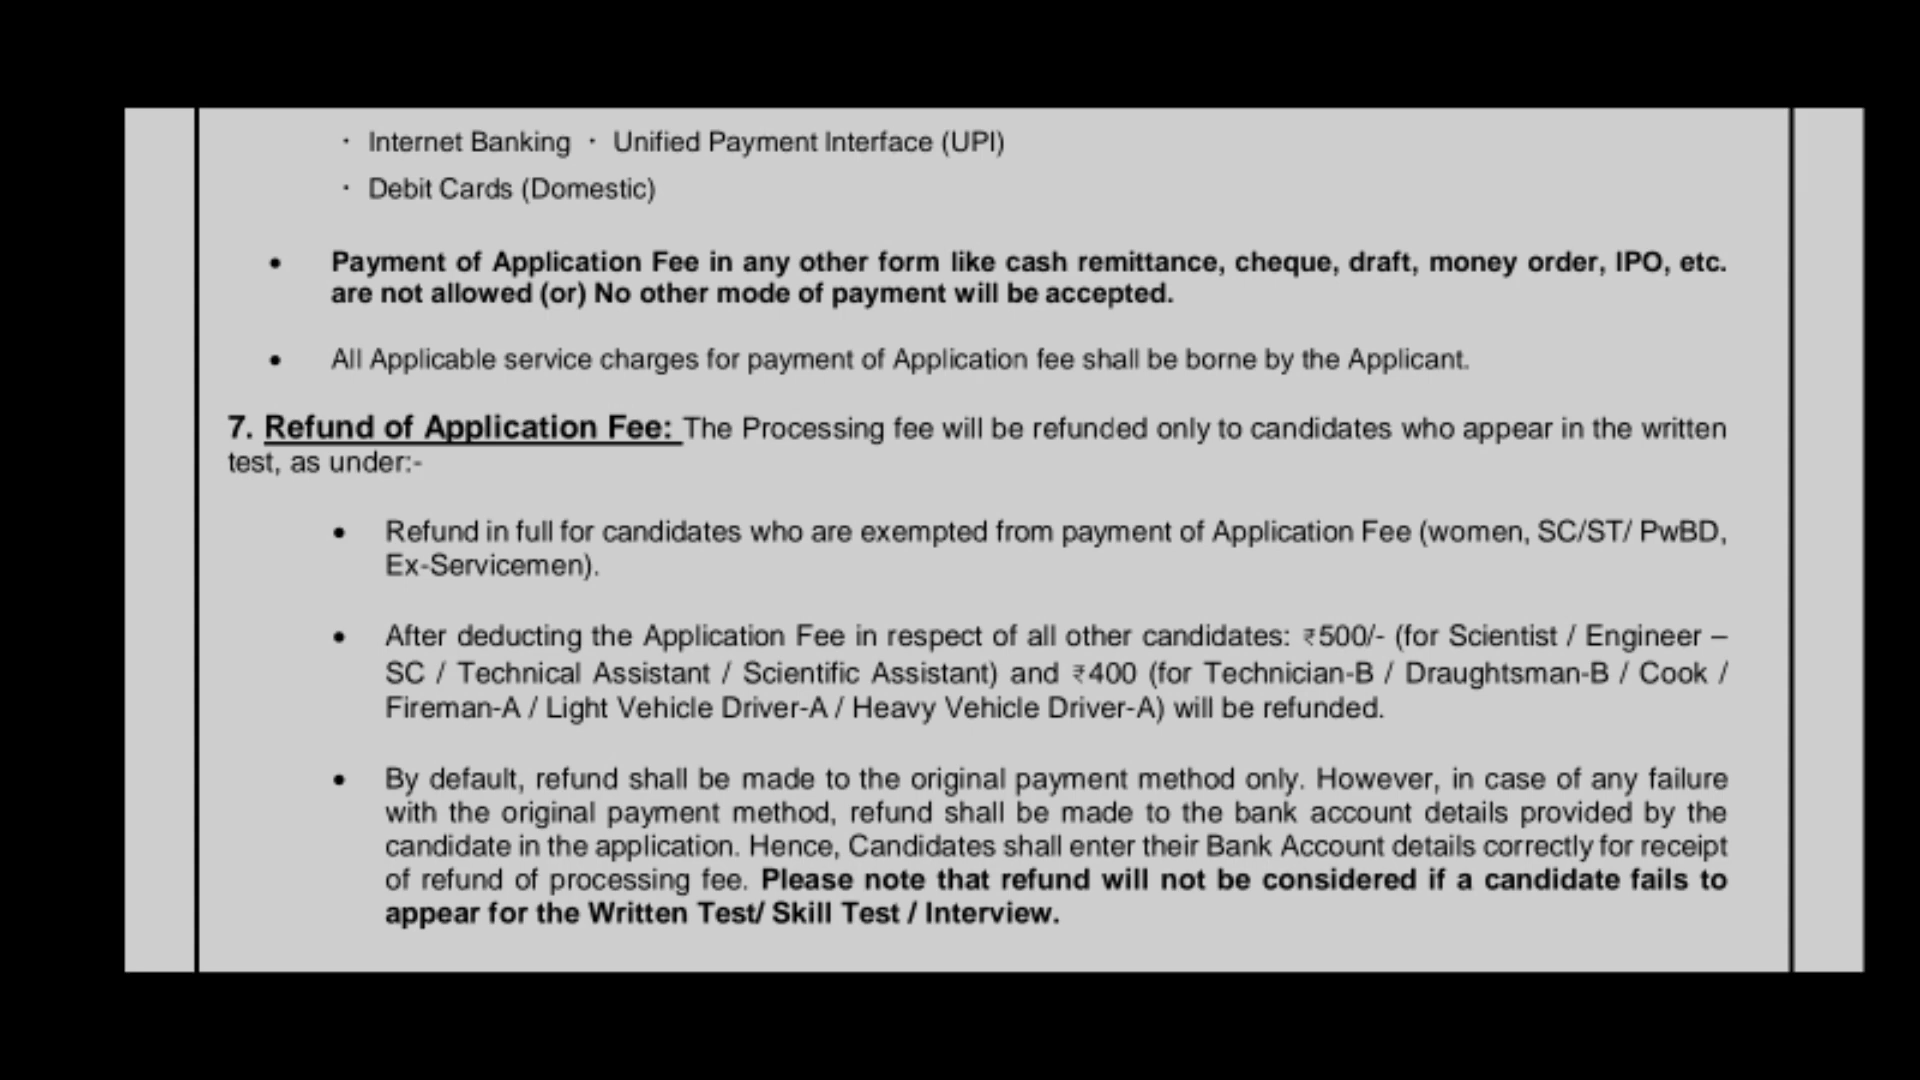 · Internet Banking · Unified Payment Interface (UPI)
· Debit Cards (Domestic)
• Payment of Application Fee in any other form like cash remittance, cheque, draft, money order, IPO, etc.
are not allowed (or) No other mode of payment will be accepted.
• All Applicable service charges for payment of Application fee shall be borne by the Applicant.
7. Refund of Application Fee: The Processing fee will be refunded only to candidates who appear in the written
test, as under:-
• Refund in full for candidates who are exempted from payment of Application Fee (women, SC/ST/ PwBD,
Ex-Servicemen).
• After deducting the Application Fee in respect of all other candidates: ₹500/- (for Scientist / Engineer –
SC / Technical Assistant / Scientific Assistant) and ₹400 (for Technician-B / Draughtsman-B / Cook /
Fireman-A / Light Vehicle Driver-A / Heavy Vehicle Driver-A) will be refunded.
• By default, refund shall be made to the original payment method only. However, in case of any failure
with the original payment method, refund shall be made to the bank account details provided by the
candidate in the application. Hence, Candidates shall enter their Bank Account details correctly for receipt
of refund of processing fee. Please note that refund will not be considered if a candidate fails to
appear for the Written Test/ Skill Test / Interview.